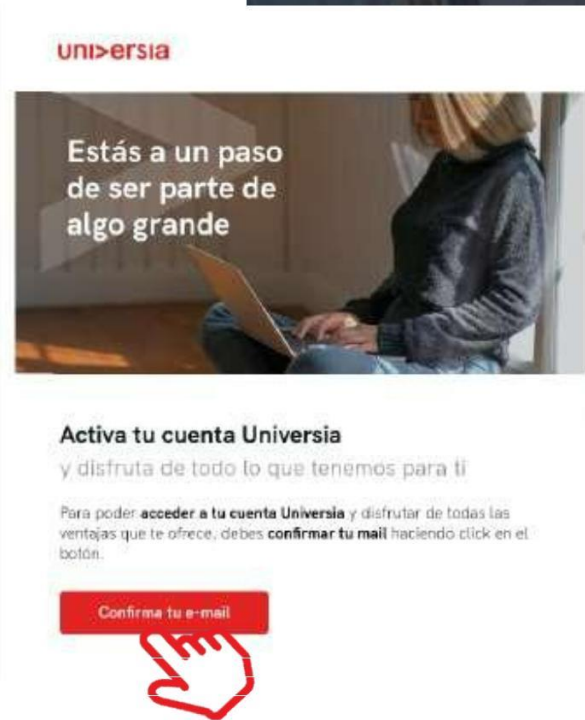 uni>ersia
Estás a un paso
de ser parte de
algo grande
Activa tu cuenta Universia
y disfruta de todo lo que tenemos para ti
Para poder acceder a tu cuenta Universia y disfrutar de todas las
ventajas que te ofrece, debes confirmar tu mail haciendo click en el
botón.
Confirma tu e-mail